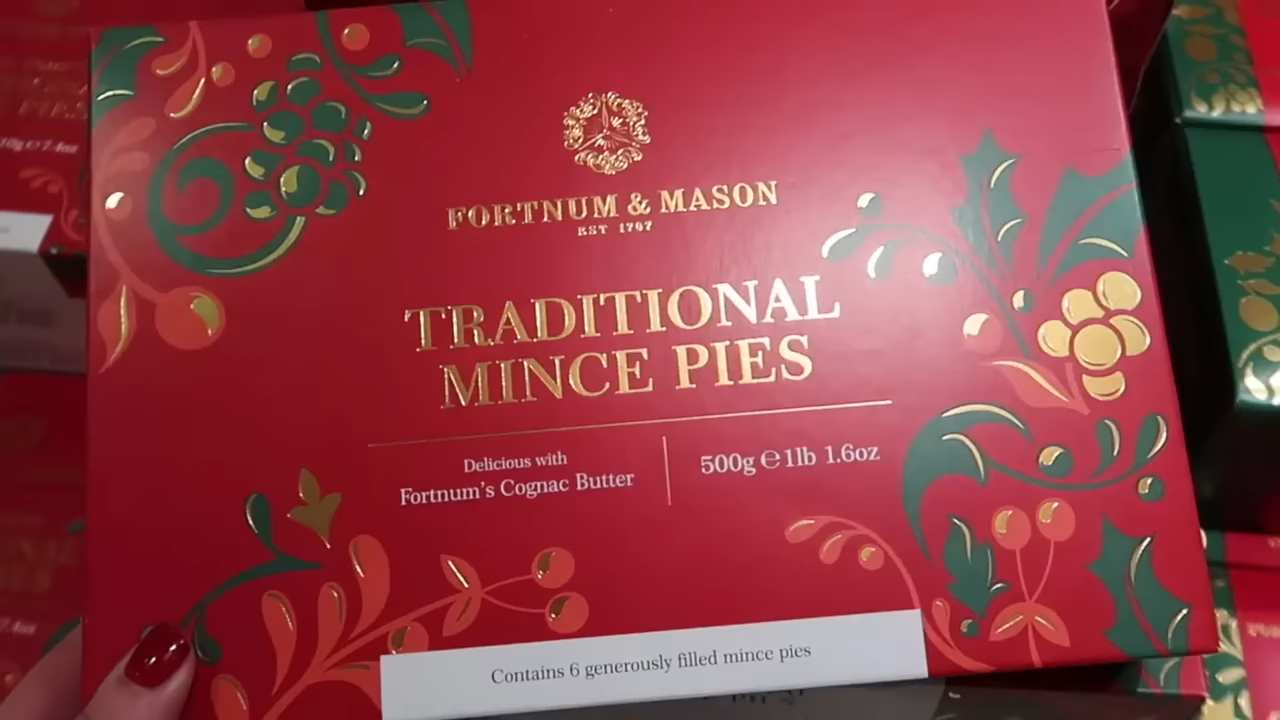 FORTNUM & MASON
EST 1707
TRADITIONAL
MINCE PIES
Delicious with
Fortnum's Cognac Butter
500g ℮ 1lb 1.6oz
Contains 6 generously filled mince pies
PIES